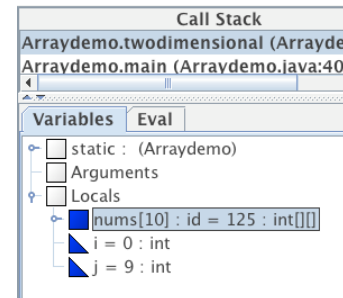 Call Stack
Arraydemo.twodimensional (Arrayde
Arraydemo.main (Arraydemo.java:40
Variables Eval
static : (Arraydemo)
Arguments
Locals
nums[10] : id = 125 : int[][]
i = 0 : int
j = 9 : int